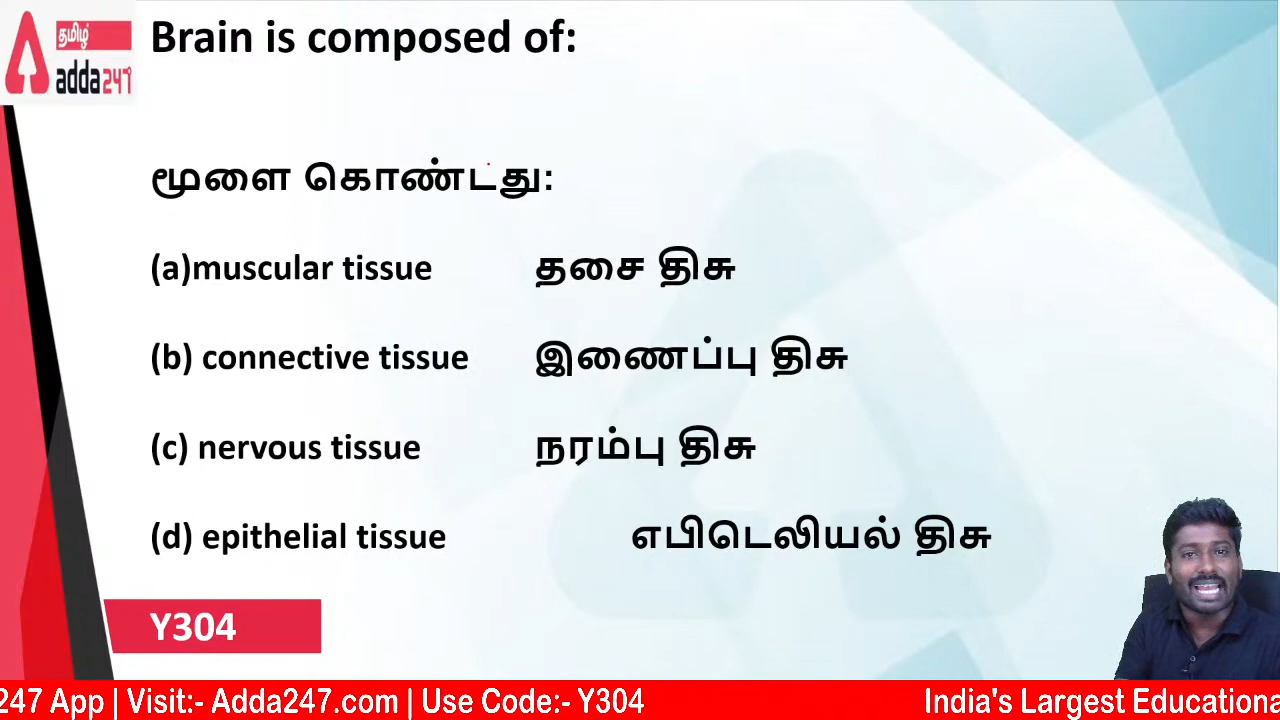 தமிழ்
adda247
Brain is composed of:
மூளை கொண்டது:
(a)muscular tissue தசை திசு
(b) connective tissue இணைப்பு திசு
(c) nervous tissue நரம்பு திசு
(d) epithelial tissue எபிடெலியல் திசு
Y304
247 App | Visit:- Adda247.com | Use Code:- Y304 India's Largest Educationa